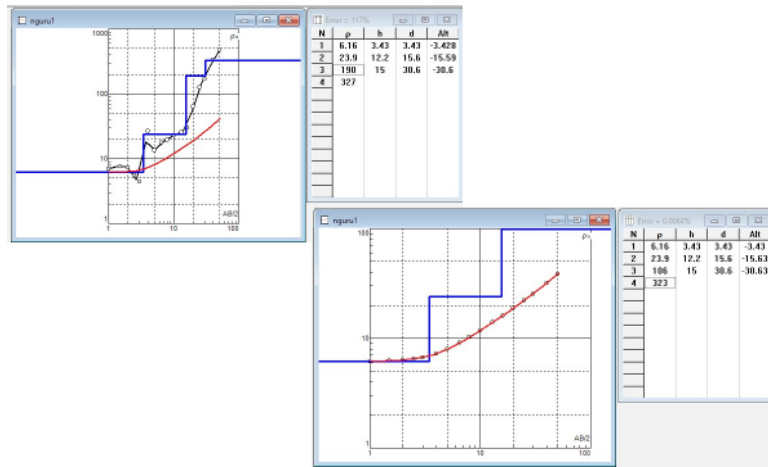 nguru1
Error = 117%
N ρ h d Alt
1 6.16 3.43 3.43 -3.428
2 23.9 12.2 15.6 -15.59
3 190 15 30.6 -30.6
4 327
1000
ρa
100
10
1
AB/2
1 10 100
nguru1
N ρ h d Alt
1 6.16 3.43 3.43 -3.43
2 23.9 12.2 15.6 -15.63
3 106 15 30.6 -30.63
4 323
100
ρa
10
AB/2
1
1 10 100